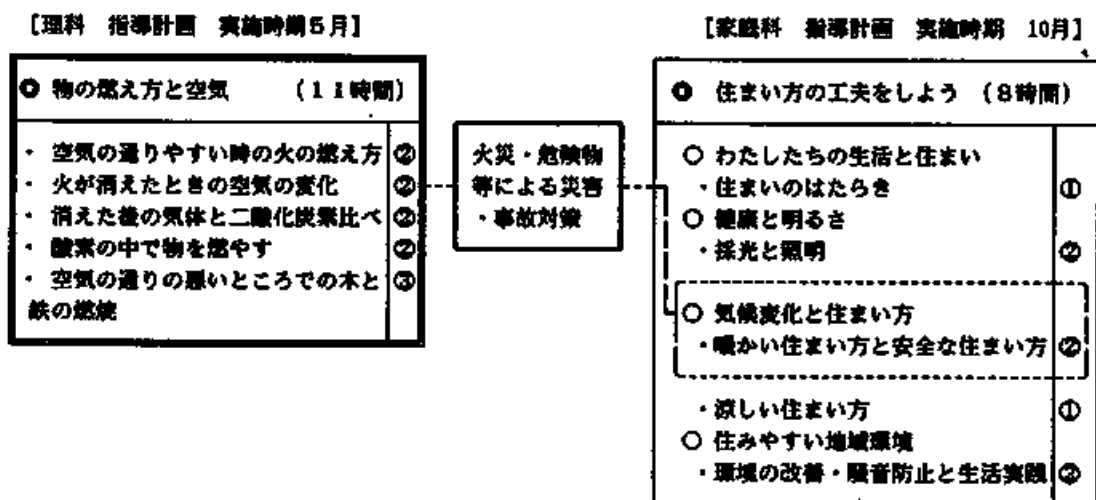 [理科 指導計画 実施時期5月]
◎ 物の燃え方と空気 (11時間)
・ 空気の通りやすい時の火の燃え方 ②
・ 火が消えたときの空気の変化 ②
・ 消えた後の気体と二酸化炭素比べ ②
・ 酸素の中で物を燃やす ②
・ 空気の通りの悪いところでの木と ③
鉄の燃焼
火災・危険物
等による災害
・事故対策
[家庭科 指導計画 実施時期 10月]
◎ 住まい方の工夫をしよう (8時間)
○ わたしたちの生活と住まい
・住まいのはたらき ①
○ 健康と明るさ
・採光と照明 ②
○ 気候変化と住まい方
・暖かい住まい方と安全な住まい方 ②
・涼しい住まい方 ①
○ 住みやすい地域環境
・環境の改善・騒音防止と生活実践 ②